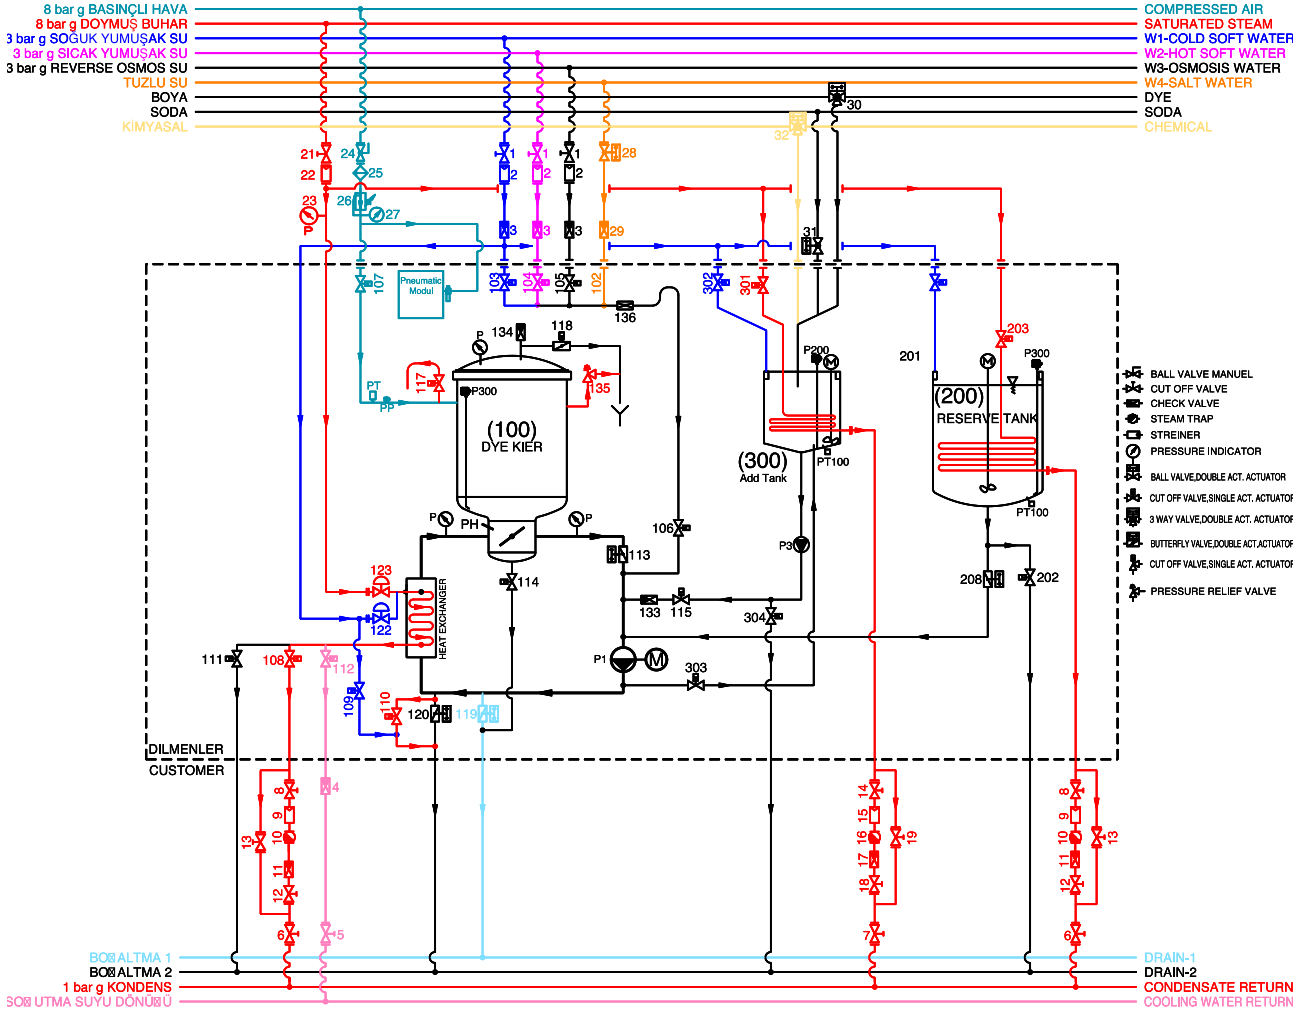 8 bar g BASINÇLI HAVA
COMPRESSED AIR
8 bar g DOYMUŞ BUHAR
SATURATED STEAM
3 bar g SOĞUK YUMUŞAK SU
W1-COLD SOFT WATER
3 bar g SICAK YUMUŞAK SU
W2-HOT SOFT WATER
3 bar g REVERSE OSMOS SU
W3-OSMOSIS WATER
TUZLU SU
W4-SALT WATER
BOYA
DYE
30
SODA
SODA
KİMYASAL
CHEMICAL
32
21
24
1
1
1
28
22
25
2
2
2
23
26
27
P
3
3
3
29
31
107
Pneumatic
Modul
103
104
105
102
302
301
136
134
118
203
P
P200
M
201
M
P300
PT
PP
117
P300
135
(100)
DYE KIER
(200)
RESERVE TANK
(300)
Add Tank
PT100
PT100
BALL VALVE MANUEL
CUT OFF VALVE
CHECK VALVE
STEAM TRAP
STREINER
PRESSURE INDICATOR
BALL VALVE,DOUBLE ACT. ACTUATOR
CUT OFF VALVE,SINGLE ACT. ACTUATOR
3 WAY VALVE,DOUBLE ACT. ACTUATOR
BUTTERFLY VALVE,DOUBLE ACT.ACTUATOR
CUT OFF VALVE,SINGLE ACT. ACTUATOR
PRESSURE RELIEF VALVE
P
PH
P
106
P3
113
123
114
208
202
HEAT EXCHANGER
133
115
304
122
111
108
112
P1
M
303
109
110
120
119
DILMENLER
CUSTOMER
8
4
14
8
9
15
9
13
10
16
19
10
13
11
17
11
12
18
12
6
5
7
6
ALTMA 1
DRAIN-1
ALTMA 2
DRAIN-2
1 bar g KONDENS
CONDENSATE RETURN
UTMA SUYU
COOLING WATER RETURN